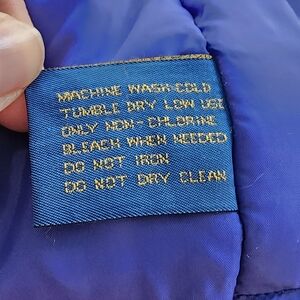 MACHINE WASH COLD
TUMBLE DRY LOW USE
ONLY NON-CHLORINE
BLEACH WHEN NEEDED
DO NOT IRON
DO NOT DRY CLEAN